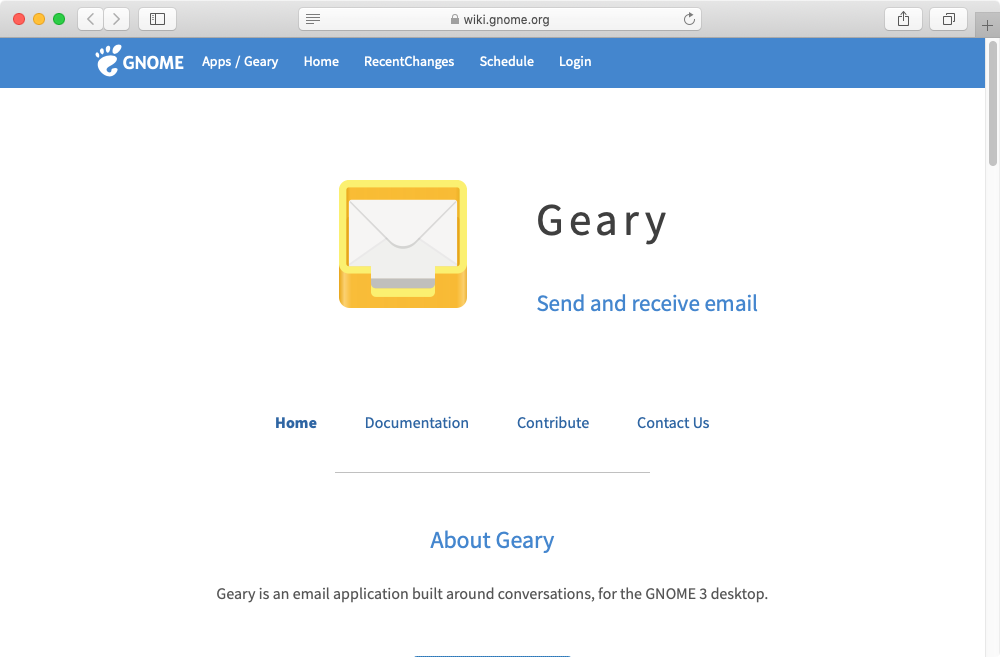 wiki.gnome.org
GNOME Apps / Geary Home RecentChanges Schedule Login
Geary
Send and receive email
Home Documentation Contribute Contact Us
About Geary
Geary is an email application built around conversations, for the GNOME 3 desktop.